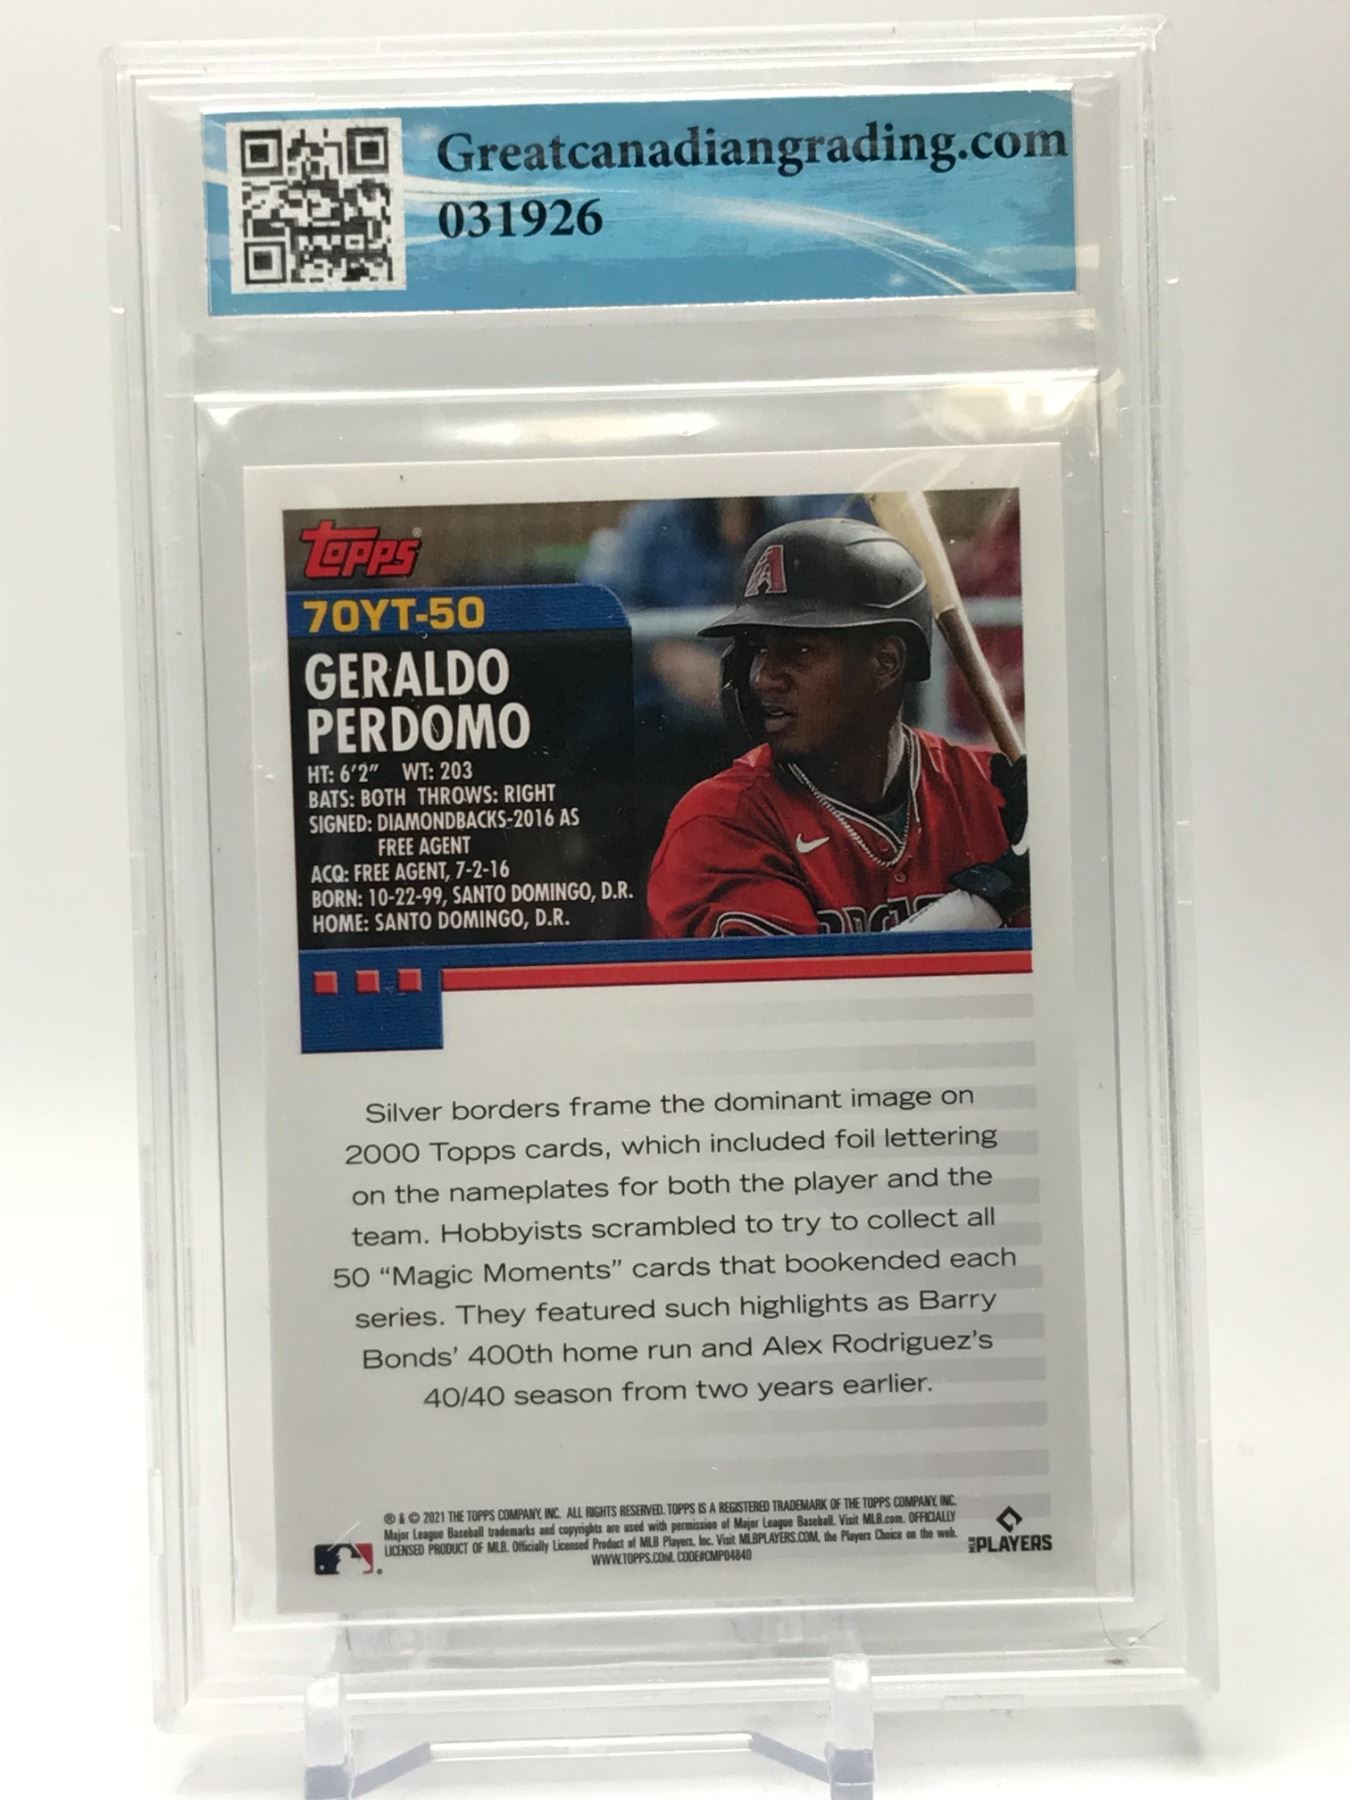 Greatcanadiangrading.com
031926
Topps®
70YT-50
GERALDO
PERDOMO
HT: 6'2" WT: 203
BATS: BOTH THROWS: RIGHT
SIGNED: DIAMONDBACKS-2016 AS
FREE AGENT
ACQ: FREE AGENT, 7-2-16
BORN: 10-22-99, SANTO DOMINGO, D.R.
HOME: SANTO DOMINGO, D.R.
A
Silver borders frame the dominant image on
2000 Topps cards, which included foil lettering
on the nameplates for both the player and the
team. Hobbyists scrambled to try to collect all
50 “Magic Moments” cards that bookended each
series. They featured such highlights as Barry
Bonds’ 400th home run and Alex Rodriguez’s
40/40 season from two years earlier.
® & © 2021 THE TOPPS COMPANY, INC. ALL RIGHTS RESERVED. TOPPS IS A REGISTERED TRADEMARK OF THE TOPPS COMPANY, INC.
Major League Baseball trademarks and copyrights are used with permission of Major League Baseball. Visit MLB.com. OFFICIALLY
LICENSED PRODUCT OF MLB. Officially Licensed Product of MLB Players, Inc. Visit MLBPLAYERS.COM, the Players Choice on the web.
WWW.TOPPS.COM. CODE#CMP04840
MLB PLAYERS